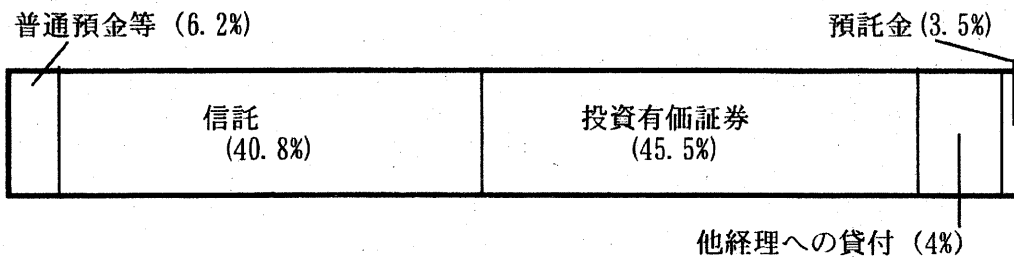 普通預金等 (6.2%)
預託金 (3.5%)
信託
(40.8%)
投資有価証券
(45.5%)
他経理への貸付 (4%)